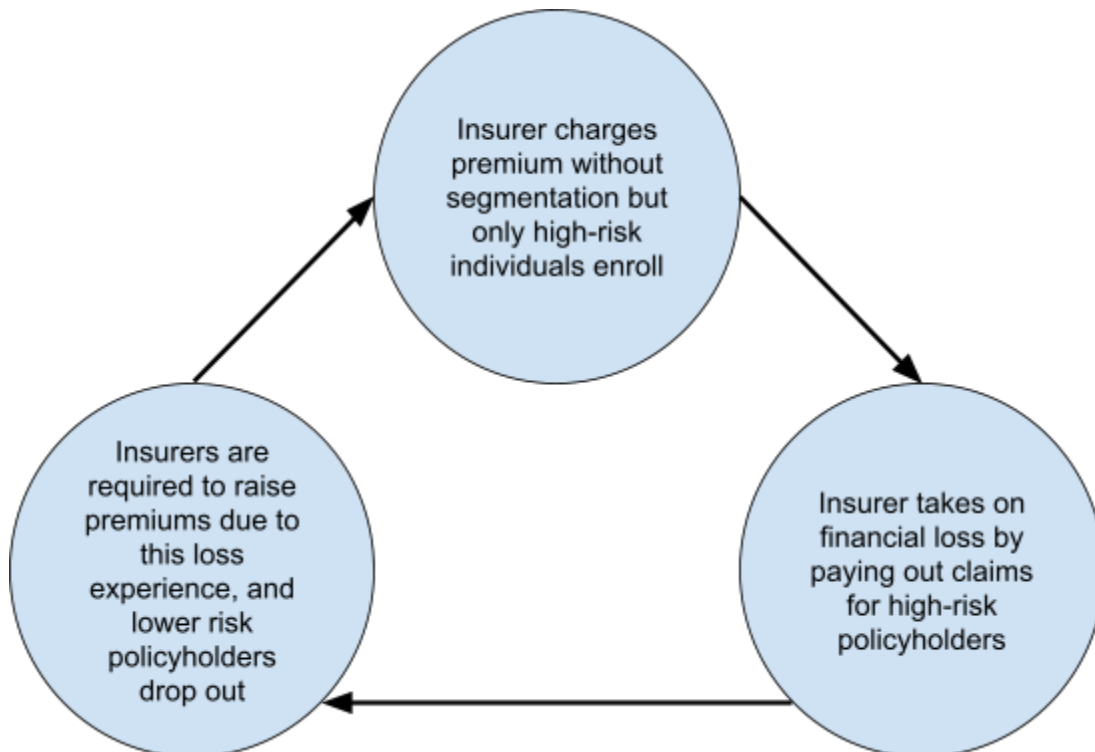 Insurer charges
premium without
segmentation but
only high-risk
individuals enroll
Insurer takes on
financial loss by
paying out claims
for high-risk
policyholders
Insurers are
required to raise
premiums due to
this loss
experience, and
lower risk
policyholders
drop out